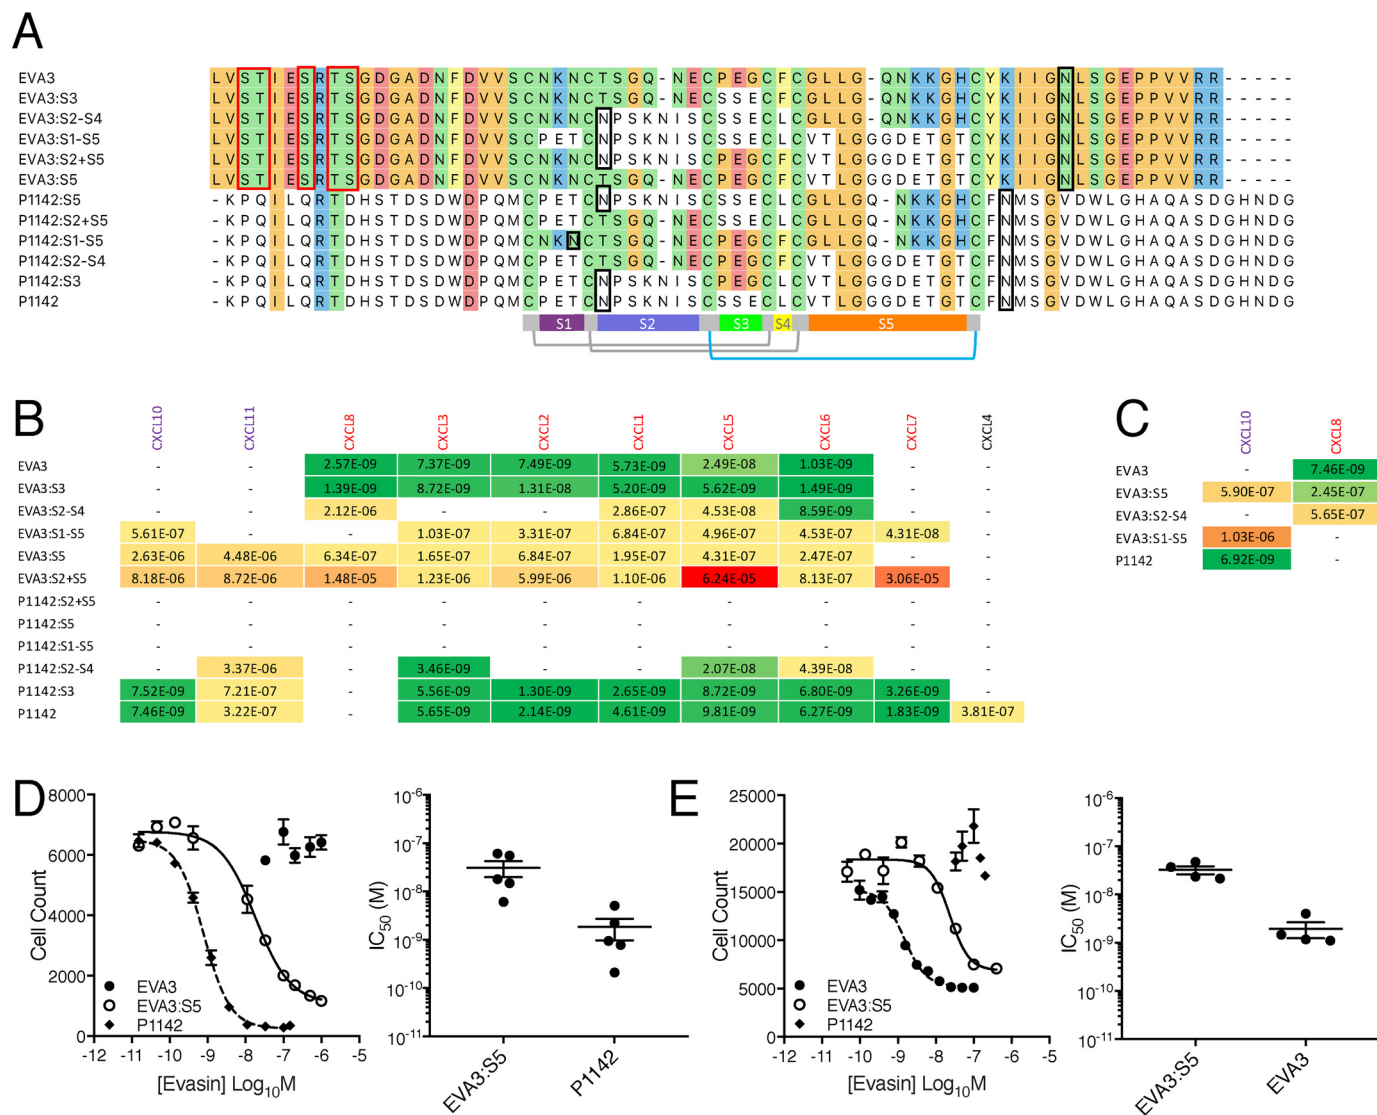 A
EVA3 LVSTIESRTSGDGADNFDVVSCNKNCTSGQ-NECPEGCFCGLLG-QNKKGHCYKIIGNLSGEPPVVRR-----
EVA3:S3 LVSTIESRTSGDGADNFDVVSCNKNCTSGQ-NECSSECFCGLLG-QNKKGHCYKIIGNLSGEPPVVRR-----
EVA3:S2-S4 LVSTIESRTSGDGADNFDVVSCNKNCNPSKNISCSSECLCGLLG-QNKKGHCYKIIGNLSGEPPVVRR-----
EVA3:S1-S5 LVSTIESRTSGDGADNFDVVSCPETCNPSKNISCSSECLCVTLGGGDETGTCYKIIGNLSGEPPVVRR-----
EVA3:S2+S5 LVSTIESRTSGDGADNFDVVSCNKNCNPSKNISCPEGCFCVTLGGGDETGTCYKIIGNLSGEPPVVRR-----
EVA3:S5 LVSTIESRTSGDGADNFDVVSCNKNCTSGQ-NECPEGCFCVTLGGGDETGTCYKIIGNLSGEPPVVRR-----
P1142:S5 -KPQILQRTDHSTDSDWDPQMCPETCNPSKNISCSSECLCGLLGQ-NKKGHCFNMSGVDWLGHAQASDGHNDG
P1142:S2+S5 -KPQILQRTDHSTDSDWDPQMCPETCTSGQ-NECSSECLCGLLGQ-NKKGHCFNMSGVDWLGHAQASDGHNDG
P1142:S1-S5 -KPQILQRTDHSTDSDWDPQMCNKNCTSGQ-NECPEGCFCGLLGQ-NKKGHCFNMSGVDWLGHAQASDGHNDG
P1142:S2-S4 -KPQILQRTDHSTDSDWDPQMCPETCTSGQ-NECPEGCFCVTLGGGDETGTCFNMSGVDWLGHAQASDGHNDG
P1142:S3 -KPQILQRTDHSTDSDWDPQMCPETCNPSKNISCPEGCLCVTLGGGDETGTCFNMSGVDWLGHAQASDGHNDG
P1142 -KPQILQRTDHSTDSDWDPQMCPETCNPSKNISCSSECLCVTLGGGDETGTCFNMSGVDWLGHAQASDGHNDG
S1 S2 S3 S4 S5
B
CXCL10 CXCL11 CXCL8 CXCL3 CXCL2 CXCL1 CXCL5 CXCL6 CXCL7 CXCL4
EVA3 - - 2.57E-09 7.37E-09 7.49E-09 5.73E-09 2.49E-08 1.03E-09 - -
EVA3:S3 - - 1.39E-09 8.72E-09 1.31E-08 5.20E-09 5.62E-09 1.49E-09 - -
EVA3:S2-S4 - - 2.12E-06 - - 2.86E-07 4.53E-08 8.59E-09 - -
EVA3:S1-S5 5.61E-07 - - 1.03E-07 3.31E-07 6.84E-07 4.96E-07 4.53E-07 4.31E-08 -
EVA3:S5 2.63E-06 4.48E-06 6.34E-07 1.65E-07 6.84E-07 1.95E-07 4.31E-07 2.47E-07 - -
EVA3:S2+S5 8.18E-06 8.72E-06 1.48E-05 1.23E-06 5.99E-06 1.10E-06 6.24E-05 8.13E-07 3.06E-05 -
P1142:S2+S5 - - - - - - - - - -
P1142:S5 - - - - - - - - - -
P1142:S1-S5 - - - - - - - - - -
P1142:S2-S4 - 3.37E-06 - 3.46E-09 - - 2.07E-08 4.39E-08 - -
P1142:S3 7.52E-09 7.21E-07 - 5.56E-09 1.30E-09 2.65E-09 8.72E-09 6.80E-09 3.26E-09 -
P1142 7.46E-09 3.22E-07 - 5.65E-09 2.14E-09 4.61E-09 9.81E-09 6.27E-09 1.83E-09 3.81E-07
C
CXCL10 CXCL8
EVA3 - 7.46E-09
EVA3:S5 5.90E-07 2.45E-07
EVA3:S2-S4 - 5.65E-07
EVA3:S1-S5 1.03E-06 -
P1142 6.92E-09 -
D
8000
6000
4000
2000
0
Cell Count
EVA3
EVA3:S5
P1142
-12 -11 -10 -9 -8 -7 -6 -5
[Evasin] Log10M
10-6
10-7
10-8
10-9
10-10
10-11
IC50 (M)
EVA3:S5
P1142
E
25000
20000
15000
10000
5000
0
Cell Count
EVA3
EVA3:S5
P1142
-12 -11 -10 -9 -8 -7 -6 -5
[Evasin] Log10M
10-6
10-7
10-8
10-9
10-10
10-11
IC50 (M)
EVA3:S5
EVA3